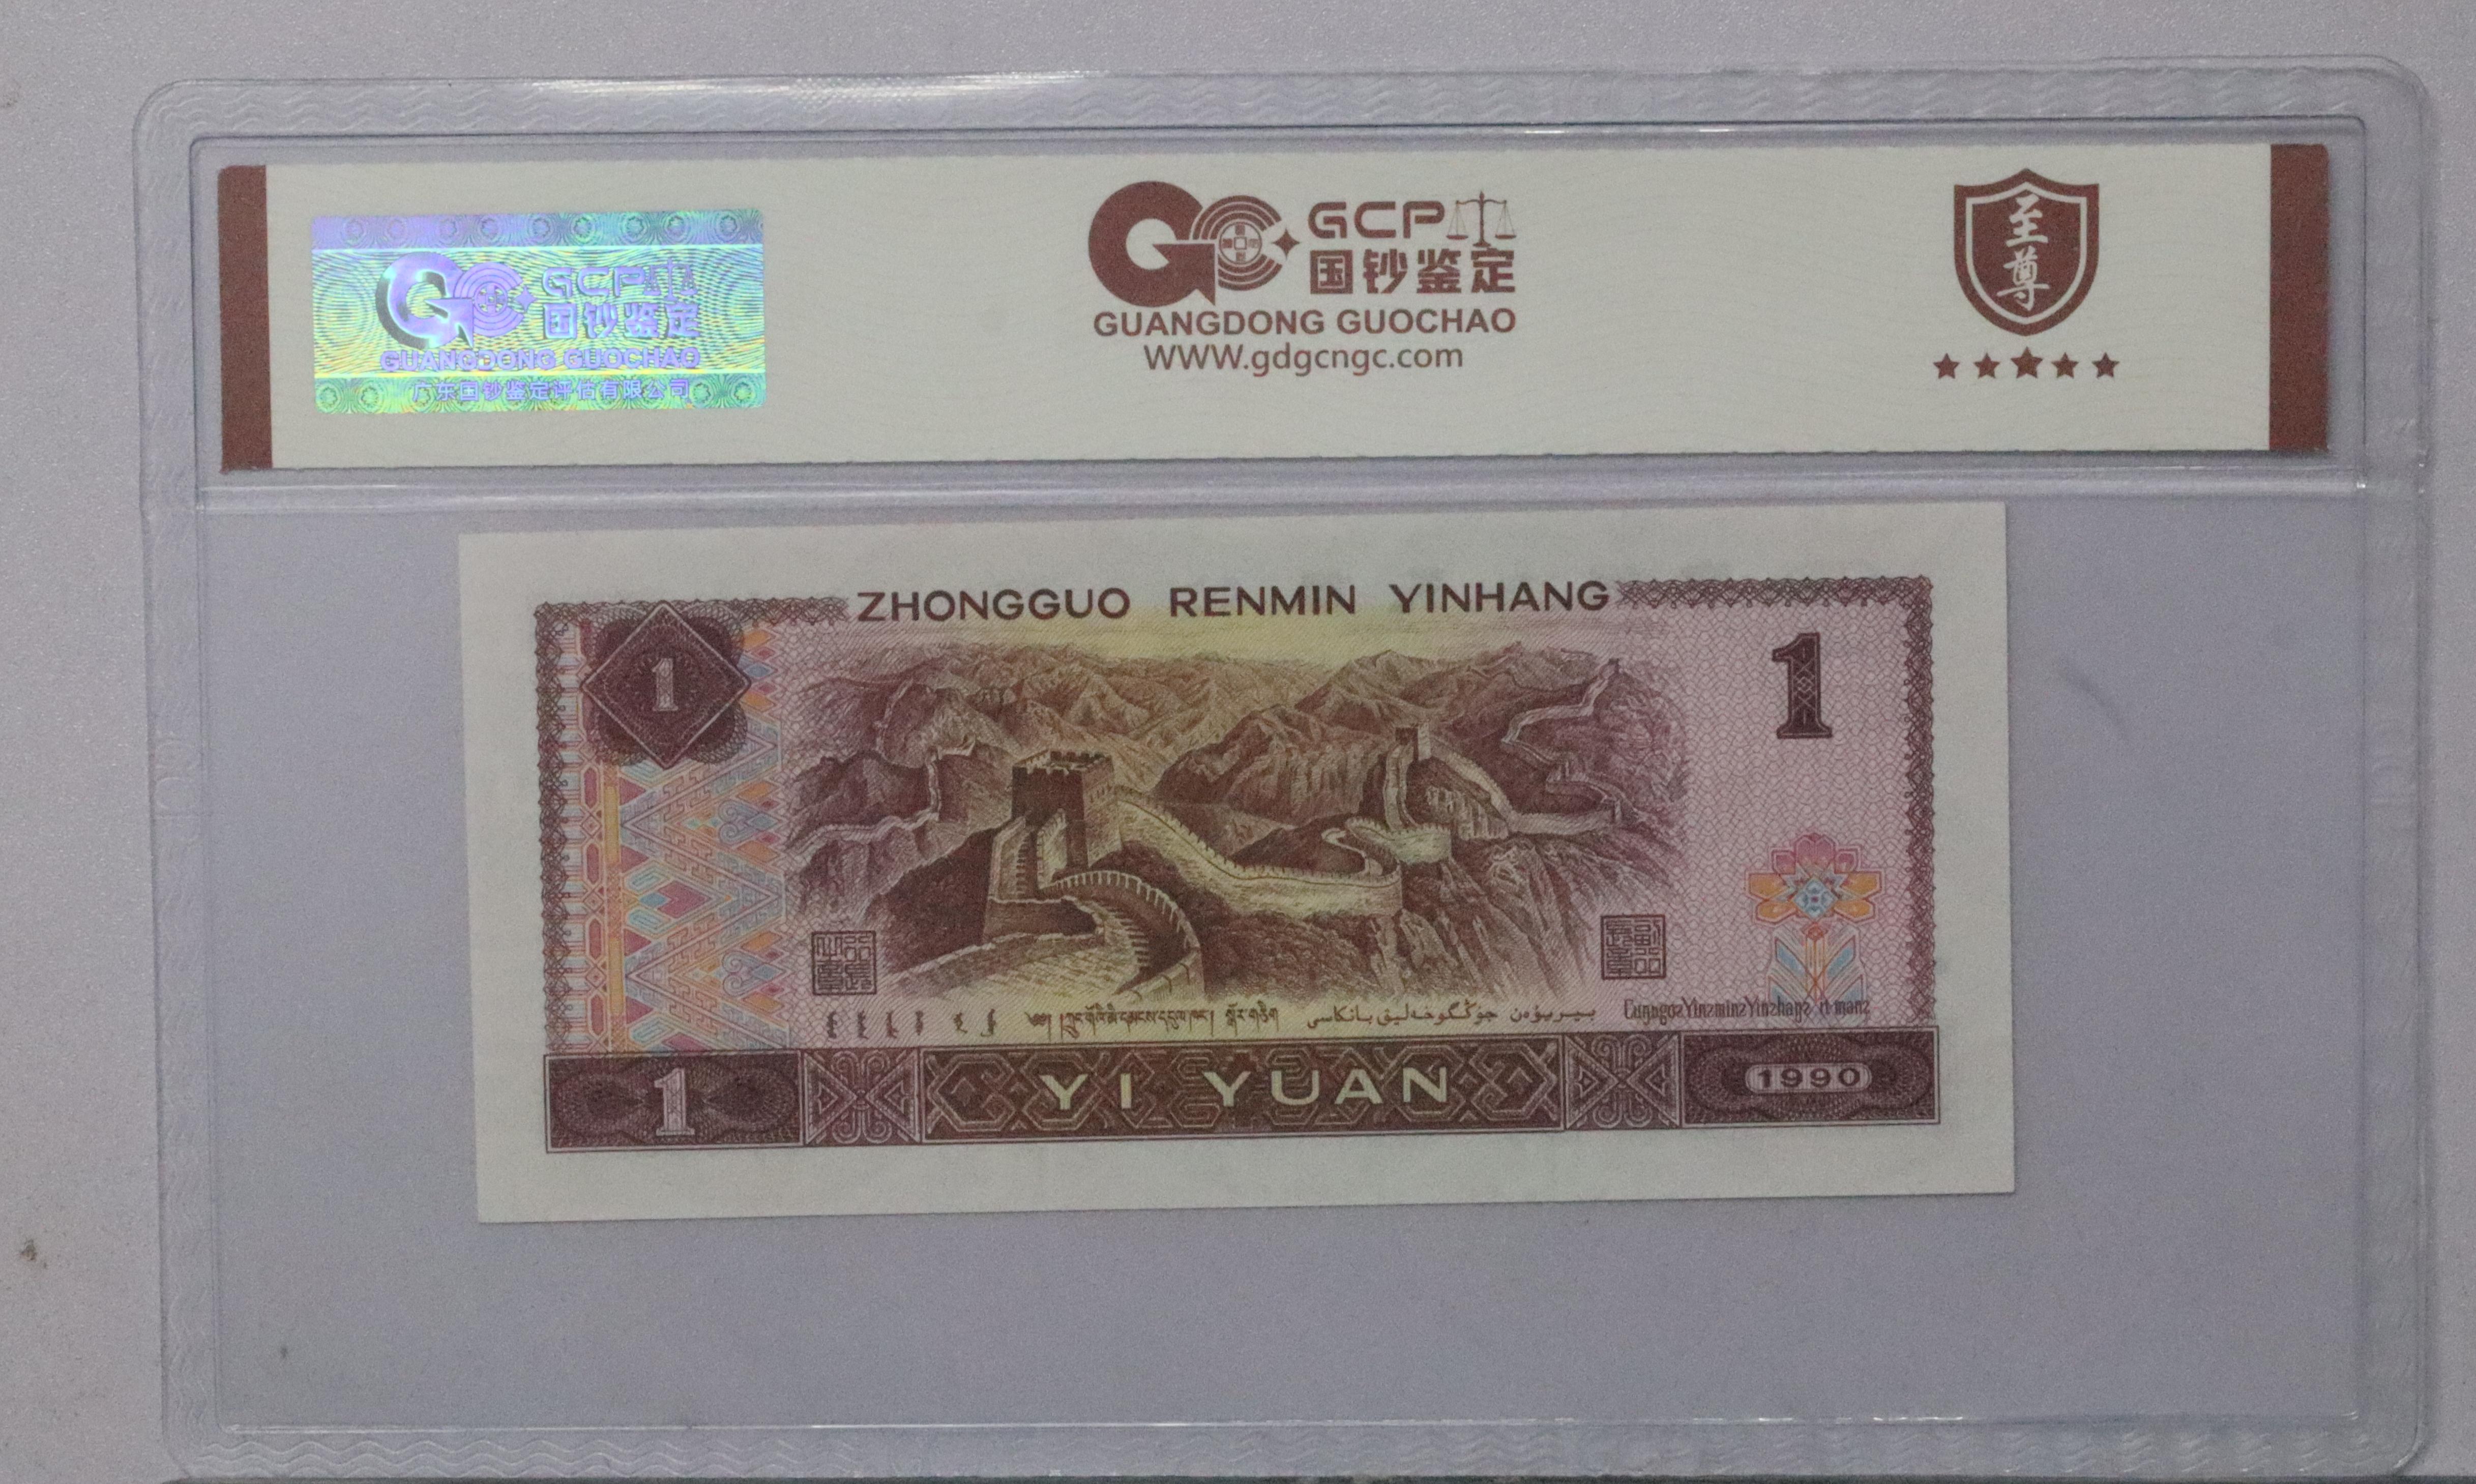 GCP
国钞鉴定
GUANGDONG GUOCHAO
广东国钞鉴定评估有限公司
GCP
国钞鉴定
GUANGDONG GUOCHAO
WWW.gdgcngc.com
至尊
ZHONGGUO RENMIN YINHANG
1
1
YI YUAN
1
1990